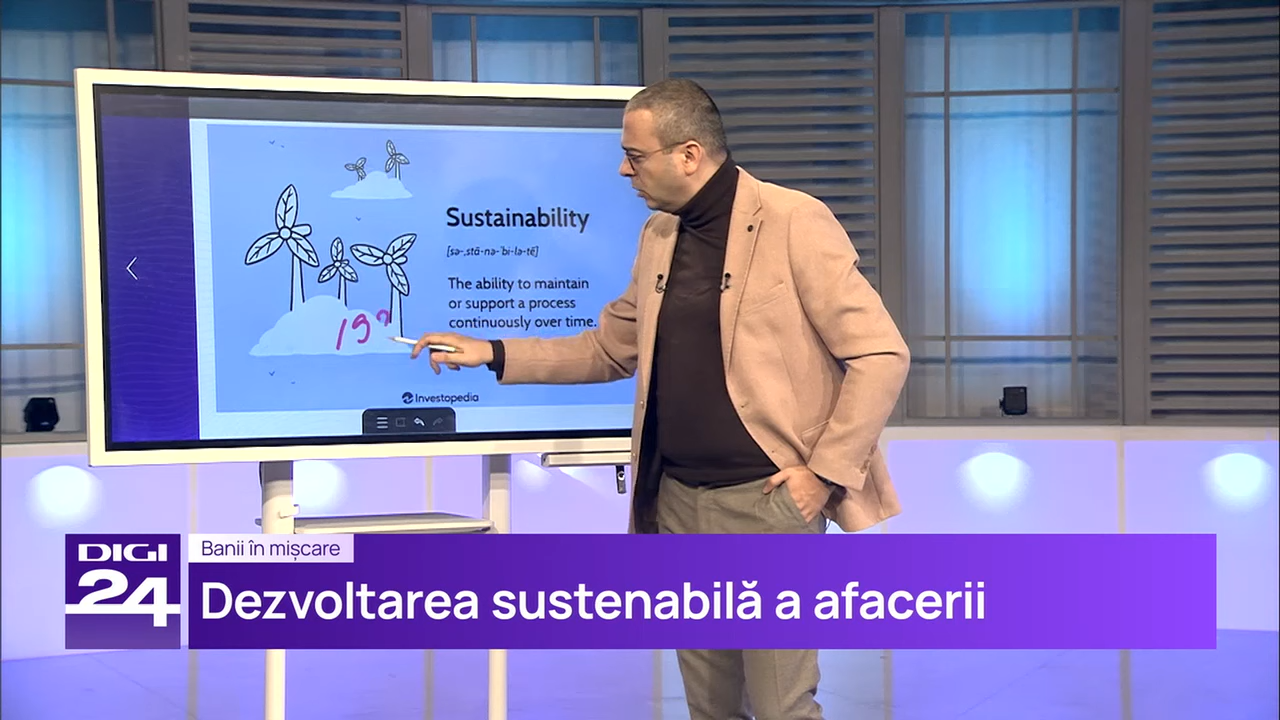 Sustainability
[sə-ˌstā-nə-ˈbi-lə-tē]
The ability to maintain
or support a process
continuously over time.
19
Investopedia
DIGI
24
Banii în mișcare
Dezvoltarea sustenabilă a afacerii